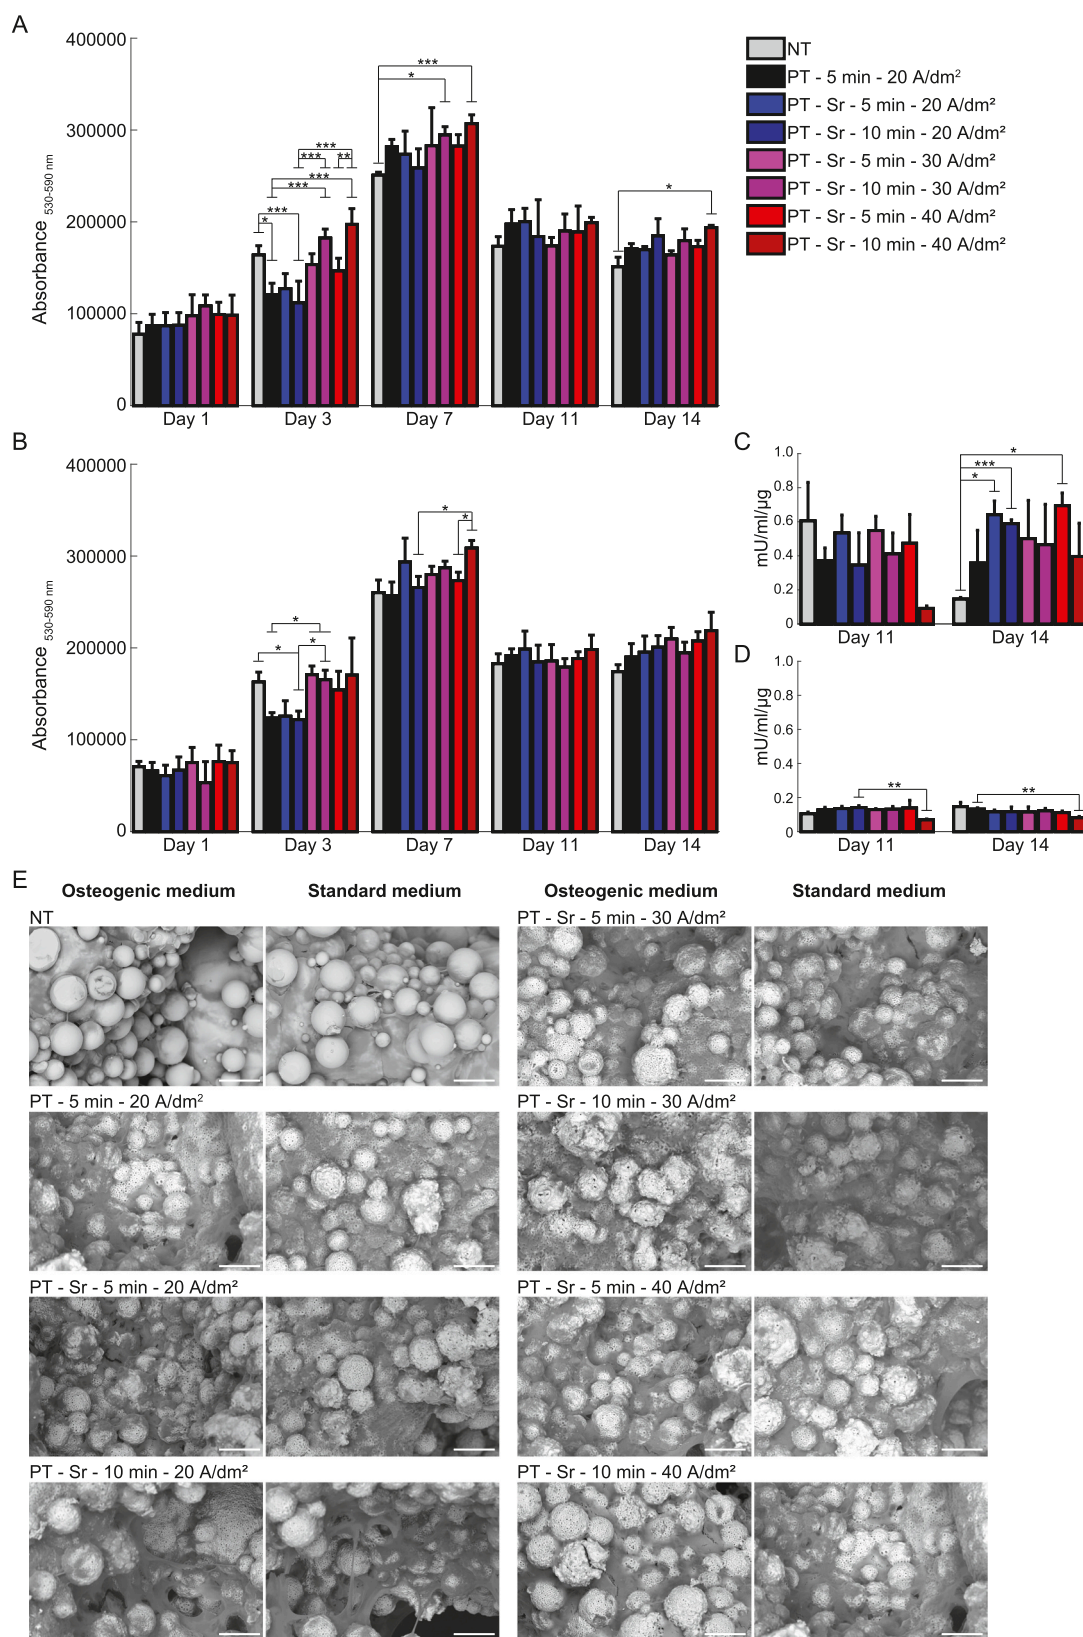 A
400000
300000
200000
100000
0
Absorbance 530-590 nm
*** *
*** *** ** *** *** *** *
*
Day 1 Day 3 Day 7 Day 11 Day 14
NT
PT - 5 min - 20 A/dm²
PT - Sr - 5 min - 20 A/dm²
PT - Sr - 10 min - 20 A/dm²
PT - Sr - 5 min - 30 A/dm²
PT - Sr - 10 min - 30 A/dm²
PT - Sr - 5 min - 40 A/dm²
PT - Sr - 10 min - 40 A/dm²
B
400000
300000
200000
100000
0
Absorbance 530-590 nm
* *
* * *
Day 1 Day 3 Day 7 Day 11 Day 14
C
1.0
0.8
0.6
0.4
0.2
0
mU/ml/µg
* *** *
Day 11 Day 14
D
1.0
0.8
0.6
0.4
0.2
0
mU/ml/µg
** **
Day 11 Day 14
E
Osteogenic medium Standard medium Osteogenic medium Standard medium
NT PT - Sr - 5 min - 30 A/dm²
PT - 5 min - 20 A/dm² PT - Sr - 10 min - 30 A/dm²
PT - Sr - 5 min - 20 A/dm² PT - Sr - 5 min - 40 A/dm²
PT - Sr - 10 min - 20 A/dm² PT - Sr - 10 min - 40 A/dm²